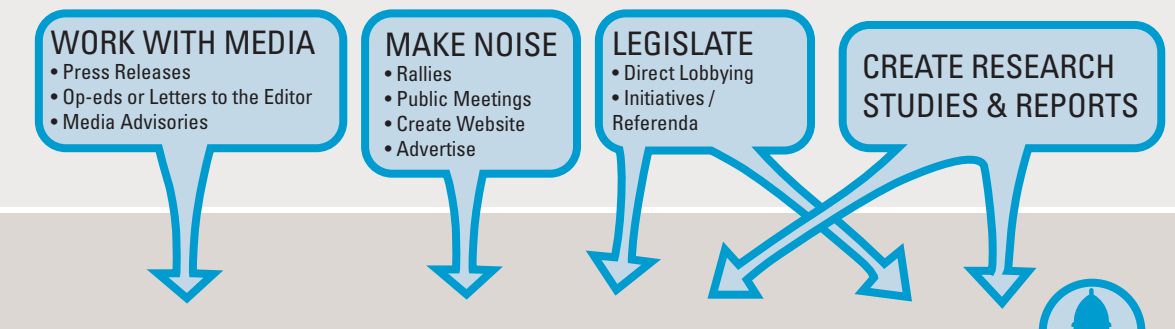 WORK WITH MEDIA
• Press Releases
• Op-eds or Letters to the Editor
• Media Advisories
MAKE NOISE
• Rallies
• Public Meetings
• Create Website
• Advertise
LEGISLATE
• Direct Lobbying
• Initiatives /
Referenda
CREATE RESEARCH
STUDIES & REPORTS